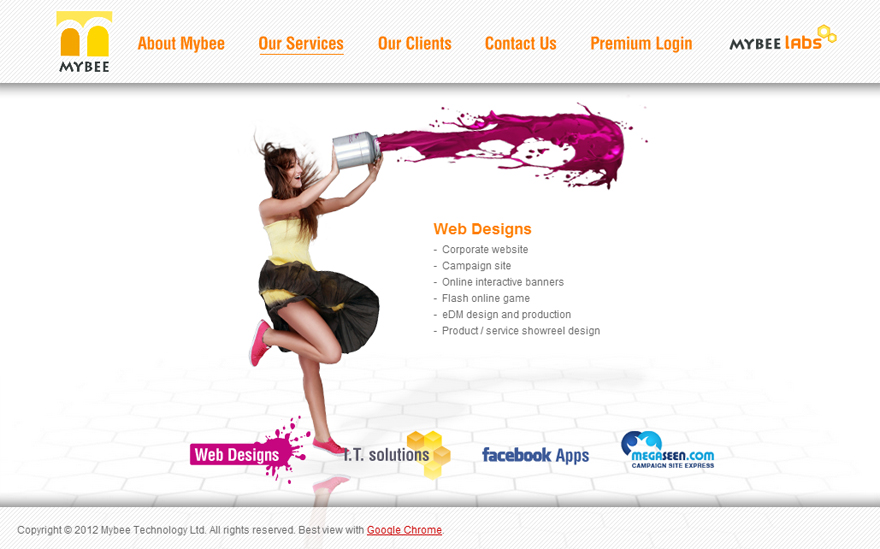 MYBEE
About Mybee
Our Services
Our Clients
Contact Us
Premium Login
MYBEE labs
Web Designs
- Corporate website
- Campaign site
- Online interactive banners
- Flash online game
- eDM design and production
- Product / service showreel design
Web Designs
I.T. solutions
facebook Apps
MEGASEEN.COM
CAMPAIGN SITE EXPRESS
Copyright © 2012 Mybee Technology Ltd. All rights reserved. Best view with Google Chrome.